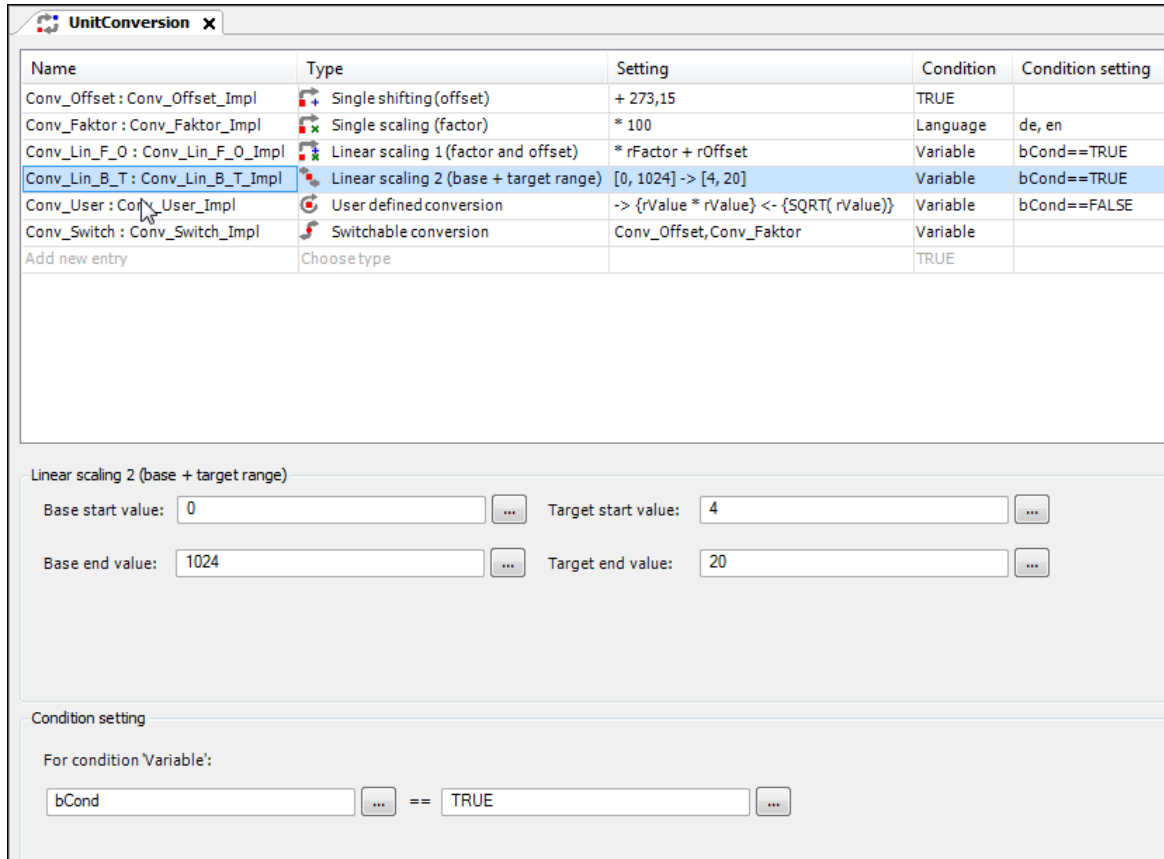 UnitConversion x
Name Type Setting Condition Condition setting
Conv_Offset : Conv_Offset_Impl Single shifting (offset) + 273,15 TRUE
Conv_Faktor : Conv_Faktor_Impl Single scaling (factor) * 100 Language de, en
Conv_Lin_F_O : Conv_Lin_F_O_Impl Linear scaling 1 (factor and offset) * rFactor + rOffset Variable bCond==TRUE
Conv_Lin_B_T : Conv_Lin_B_T_Impl Linear scaling 2 (base + target range) [0, 1024] -> [4, 20] Variable bCond==TRUE
Conv_User : Conv_User_Impl User defined conversion -> {rValue * rValue} <- {SQRT( rValue)} Variable bCond==FALSE
Conv_Switch : Conv_Switch_Impl Switchable conversion Conv_Offset,Conv_Faktor Variable
Add new entry Choose type TRUE
Linear scaling 2 (base + target range)
Base start value: 0 ... Target start value: 4 ...
Base end value: 1024 ... Target end value: 20 ...
Condition setting
For condition 'Variable':
bCond ... == TRUE ...